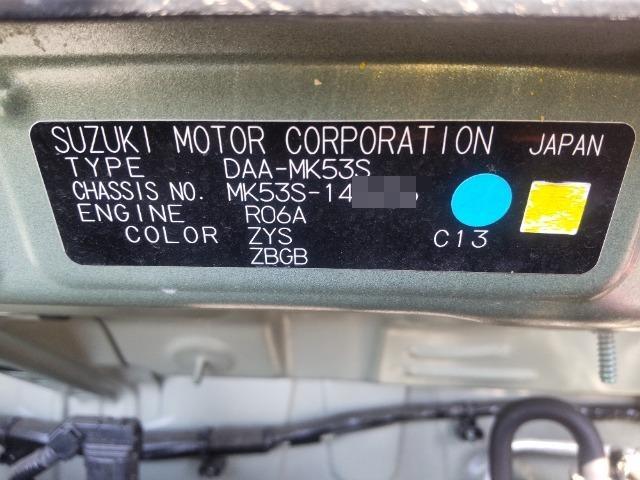 SUZUKI MOTOR CORPORATION JAPAN
TYPE DAA-MK53S
CHASSIS NO. MK53S-14
ENGINE R06A
COLOR ZYS C13
ZBGB